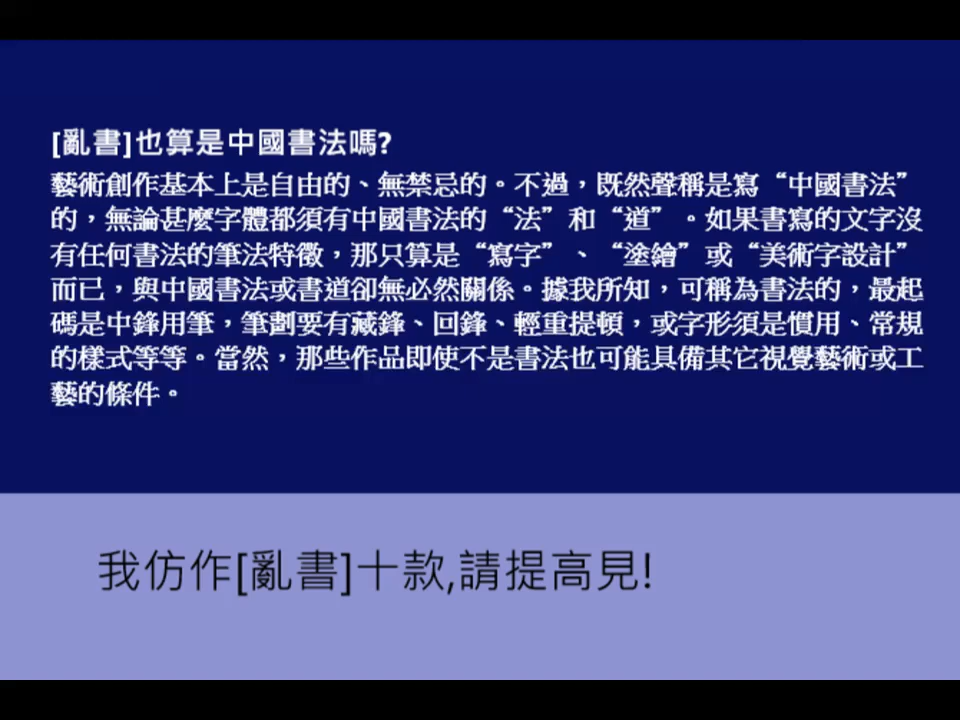 [亂書]也算是中國書法嗎?
藝術創作基本上是自由的、無禁忌的。不過，既然聲稱是寫“中國書法”
的，無論甚麼字體都須有中國書法的“法”和“道”。如果書寫的文字沒
有任何書法的筆法特徵，那只算是“寫字”、“塗繪”或“美術字設計”
而已，與中國書法或書道卻無必然關係。據我所知，可稱為書法的，最起
碼是中鋒用筆，筆劃要有藏鋒、回鋒、輕重提頓，或字形須是慣用、常規
的樣式等等。當然，那些作品即使不是書法也可能具備其它視覺藝術或工
藝的條件。
我仿作[亂書]十款,請提高見!